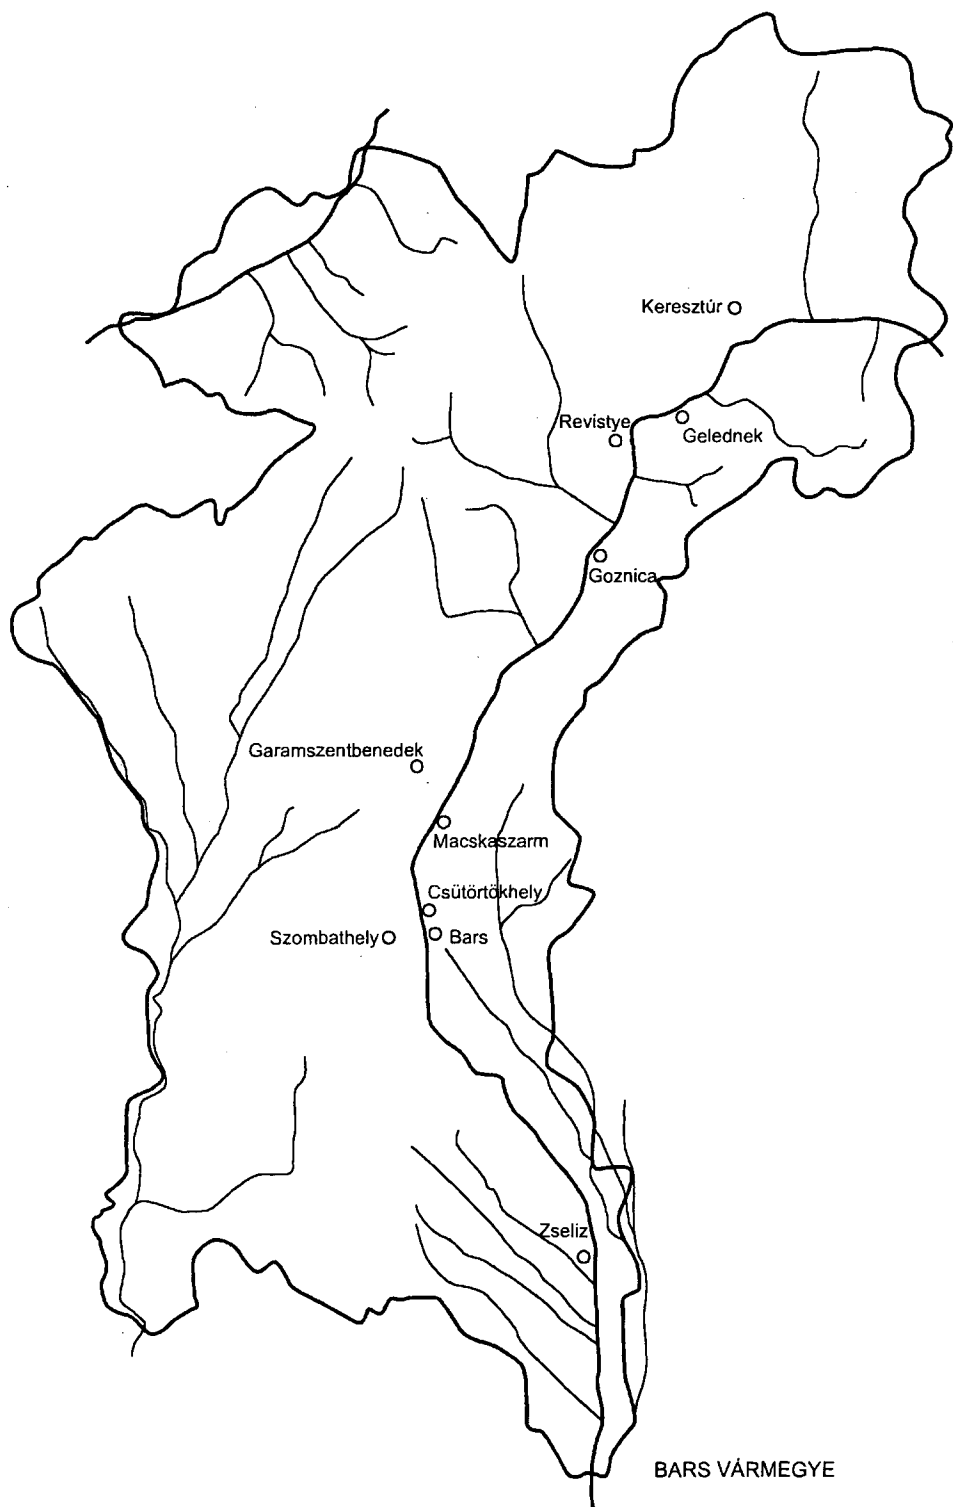 Keresztúr
Revistye
Gelednek
Goznica
Garamszentbenedek
Macskaszarm
Csütörtökhely
Szombathely
Bars
Zseliz
BARS VÁRMEGYE